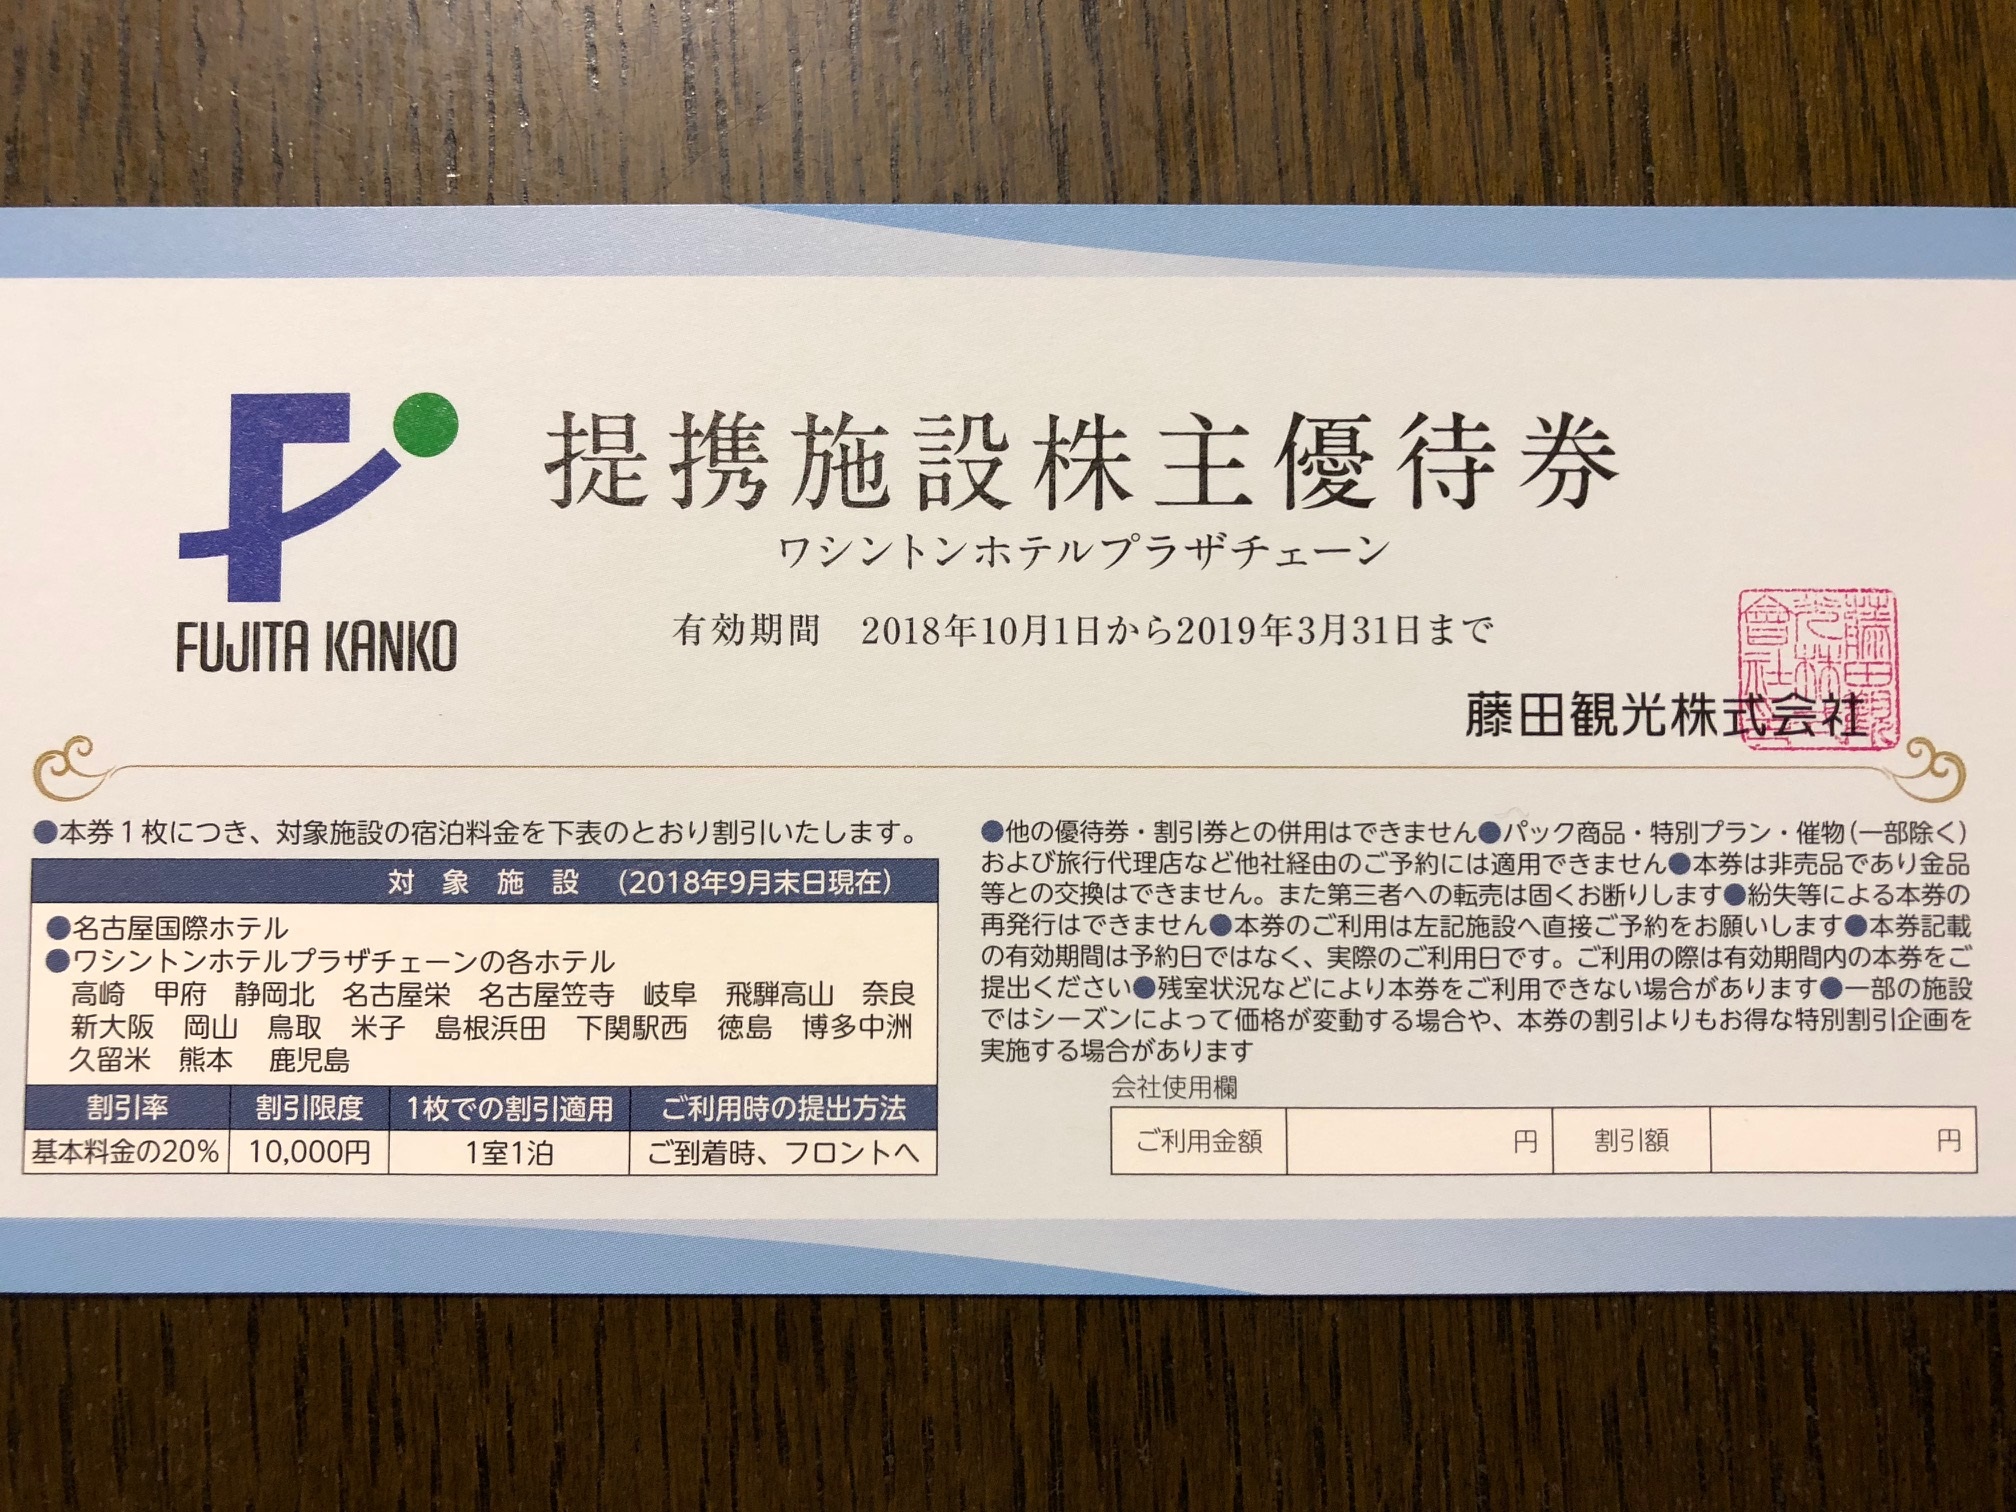 FUJITA KANKO
提携施設株主優待券
ワシントンホテルプラザチェーン
有効期間　2018年10月1日から2019年3月31日まで
藤田観光株式会社
●本券1枚につき、対象施設の宿泊料金を下表のとおり割引いたします。
対象施設（2018年9月末日現在）
●名古屋国際ホテル
●ワシントンホテルプラザチェーンの各ホテル
高崎　甲府　静岡北　名古屋栄　名古屋笠寺　岐阜　飛騨高山　奈良
新大阪　岡山　鳥取　米子　島根浜田　下関駅西　徳島　博多中洲
久留米　熊本　鹿児島
割引率　割引限度　1枚での割引適用　ご利用時の提出方法
基本料金の20%　10,000円　1室1泊　ご到着時、フロントへ
●他の優待券・割引券との併用はできません●パック商品・特別プラン・催物（一部除く）
および旅行代理店など他社経由のご予約には適用できません●本券は非売品であり金品
等との交換はできません。また第三者への転売は固くお断りします●紛失等による本券の
再発行はできません●本券のご利用は左記施設へ直接ご予約をお願いします●本券記載
の有効期間は予約日ではなく、実際のご利用日です。ご利用の際は有効期間内の本券をご
提出ください●残室状況などにより本券をご利用できない場合があります●一部の施設
ではシーズンによって価格が変動する場合や、本券の割引よりもお得な特別割引企画を
実施する場合があります
会社使用欄
ご利用金額　円　割引額　円